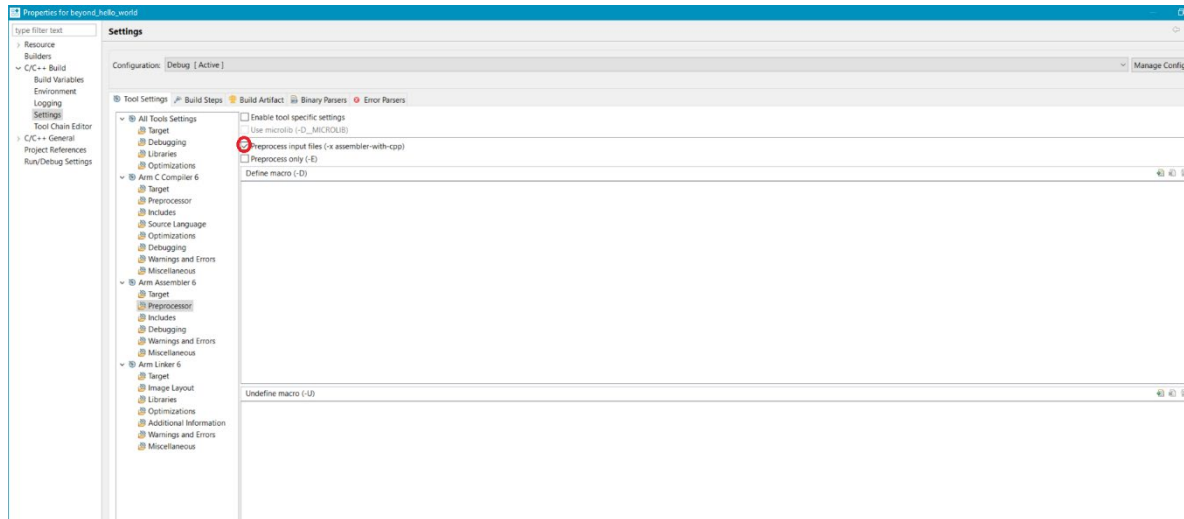 Properties for beyond_hello_world
type filter text
Settings
Resource
Builders
C/C++ Build
Build Variables
Environment
Logging
Settings
Tool Chain Editor
C/C++ General
Project References
Run/Debug Settings
Configuration: Debug [ Active ]
Manage Config
Tool Settings Build Steps Build Artifact Binary Parsers Error Parsers
All Tools Settings
Target
Debugging
Libraries
Optimizations
Arm C Compiler 6
Target
Preprocessor
Includes
Source Language
Optimizations
Debugging
Warnings and Errors
Miscellaneous
Arm Assembler 6
Target
Preprocessor
Includes
Debugging
Warnings and Errors
Miscellaneous
Arm Linker 6
Target
Image Layout
Libraries
Optimizations
Additional Information
Warnings and Errors
Miscellaneous
Enable tool specific settings
Use microlib (-D__MICROLIB)
Preprocess input files (-x assembler-with-cpp)
Preprocess only (-E)
Define macro (-D)
Undefine macro (-U)